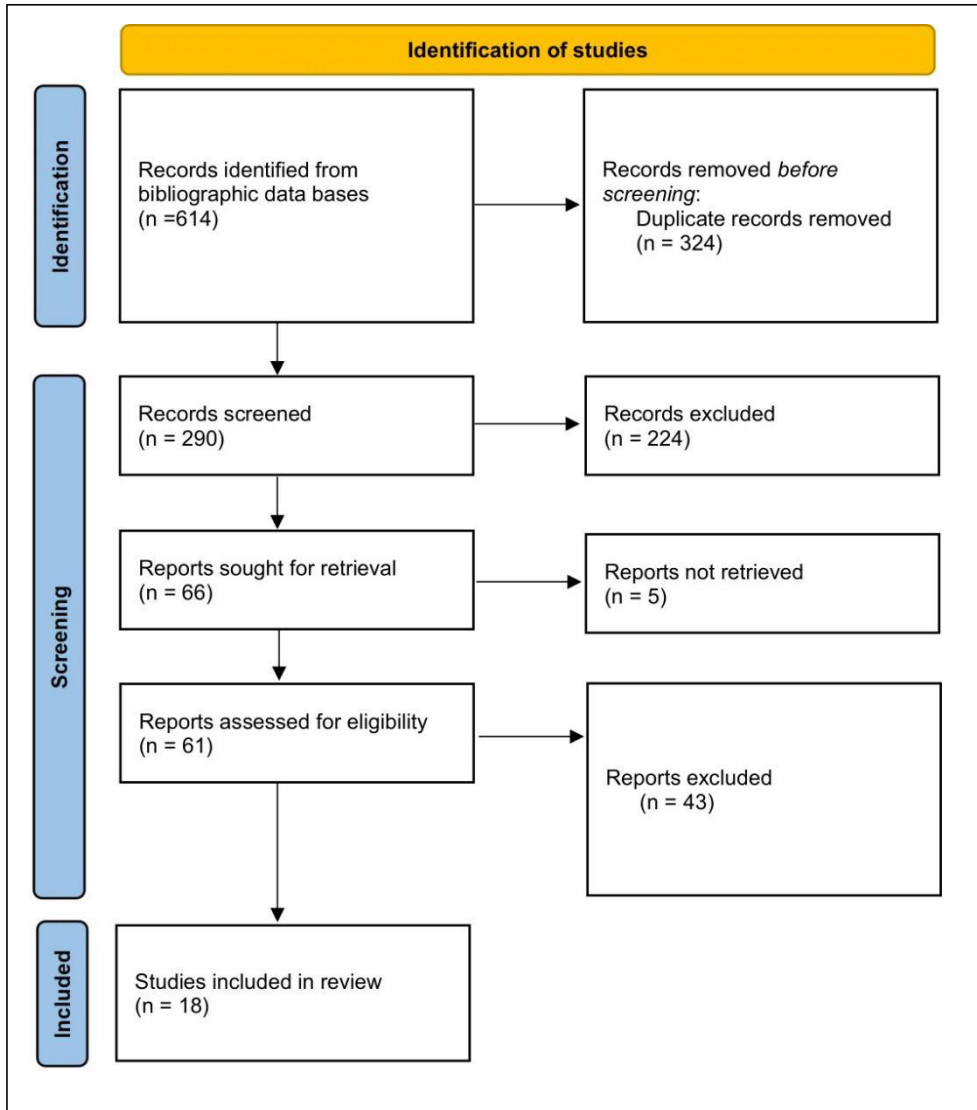 Identification of studies
Identification
Records identified from
bibliographic data bases
(n =614)
Records removed before
screening:
Duplicate records removed
(n = 324)
Screening
Records screened
(n = 290)
Records excluded
(n = 224)
Reports sought for retrieval
(n = 66)
Reports not retrieved
(n = 5)
Reports assessed for eligibility
(n = 61)
Reports excluded
(n = 43)
Included
Studies included in review
(n = 18)